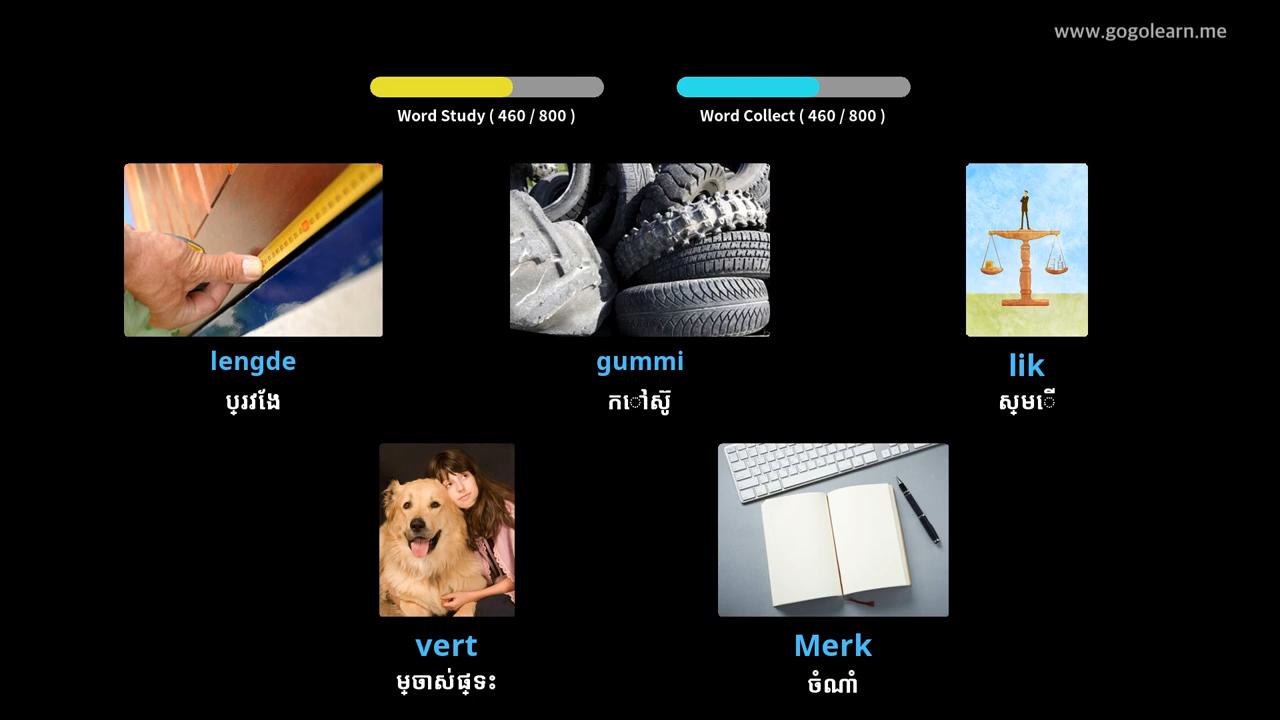 www.gogolearn.me
Word Study ( 460 / 800 )
Word Collect ( 460 / 800 )
lengde
gummi
lik
ប្រវែង
កៅស៊ូ
ស្មើ
vert
Merk
ម្ចាស់ផ្ទះ
ចំណាំ